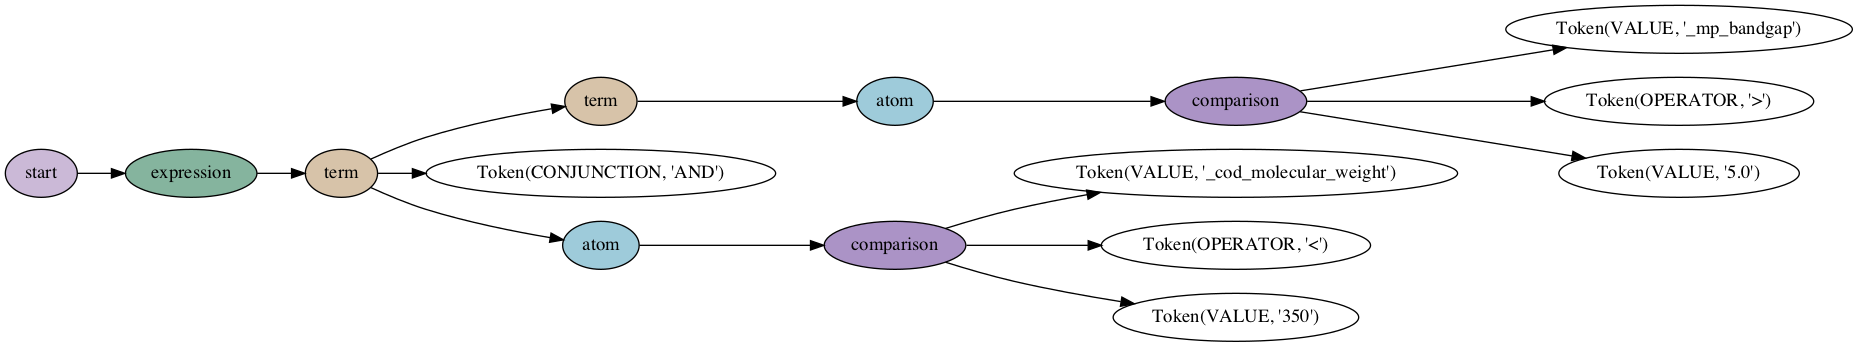 start
expression
term
term
atom
comparison
Token(VALUE, '_mp_bandgap')
Token(OPERATOR, '>')
Token(VALUE, '5.0')
Token(CONJUNCTION, 'AND')
atom
comparison
Token(VALUE, '_cod_molecular_weight')
Token(OPERATOR, '<')
Token(VALUE, '350')